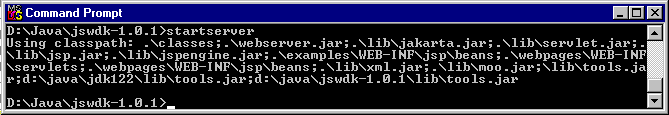 Command Prompt
D:\Java\jswdk-1.0.1>startserver
Using classpath: .\classes;.\webserver.jar;.\lib\jakarta.jar;.\lib\servlet.jar;.
\lib\jsp.jar;.\lib\jspengine.jar;.\examples\WEB-INF\jsp\beans;.\webpages\WEB-INF
\servlets;.\webpages\WEB-INF\jsp\beans;.\lib\xml.jar;.\lib\moo.jar;\lib\tools.ja
r;d:\java\jdk122\lib\tools.jar;d:\java\jswdk-1.0.1\lib\tools.jar
D:\Java\jswdk-1.0.1>_